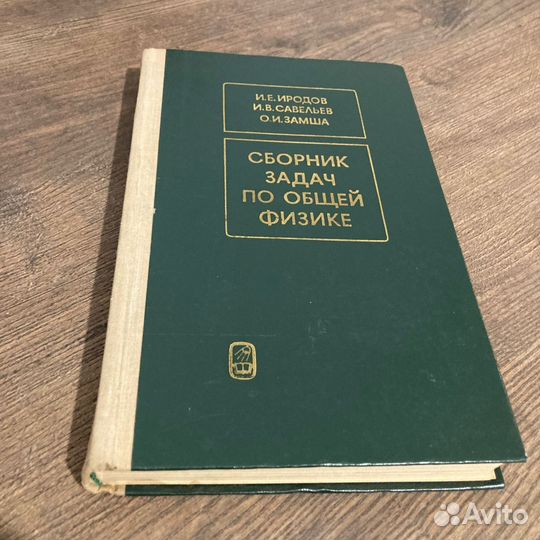 И.Е.ИРОДОВ
И.В.САВЕЛЬЕВ
О.И.ЗАМША
СБОРНИК
ЗАДАЧ
ПО ОБЩЕЙ
ФИЗИКЕ
Avito